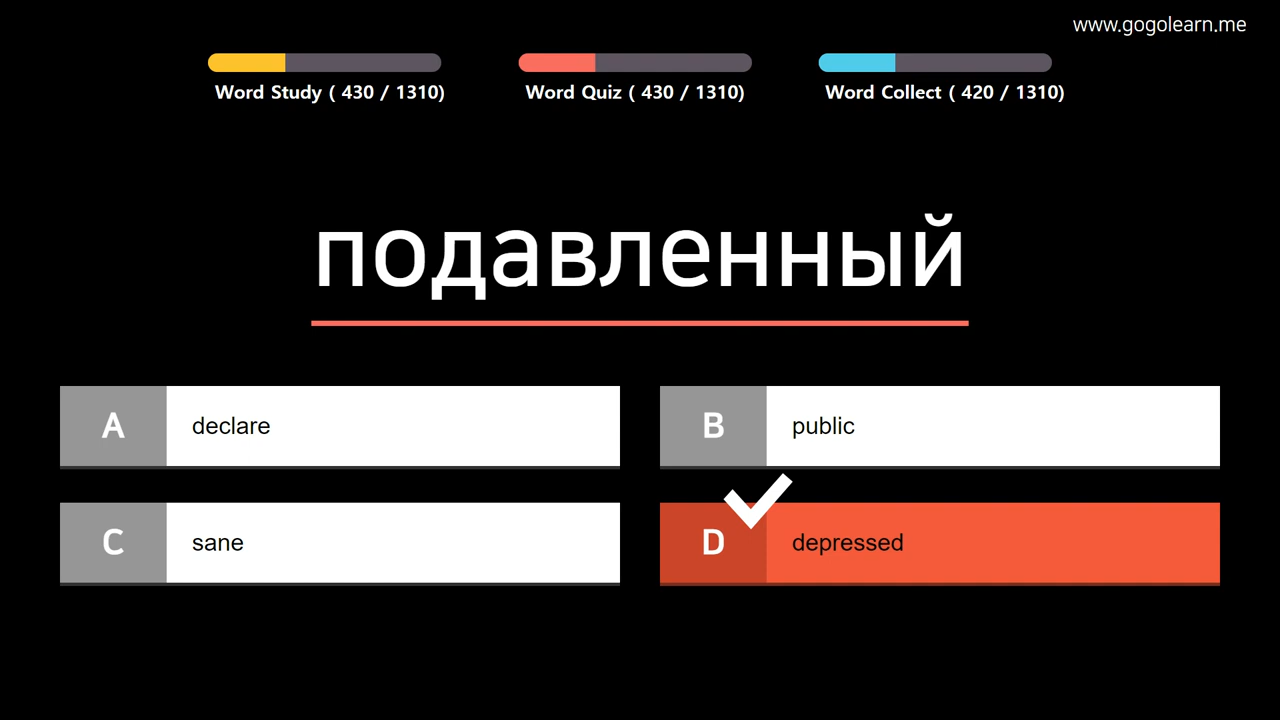 www.gogolearn.me
Word Study ( 430 / 1310)
Word Quiz ( 430 / 1310)
Word Collect ( 420 / 1310)
подавленный
A declare
B public
C sane
D depressed